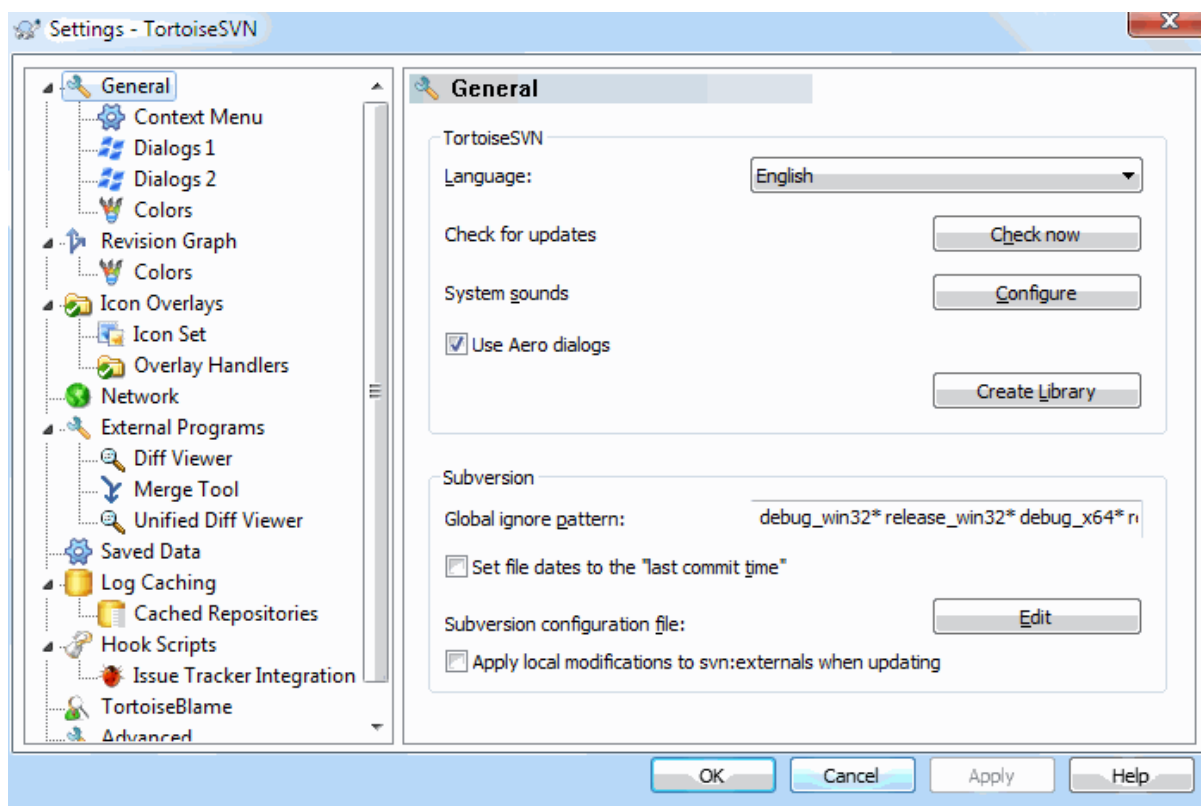 Settings - TortoiseSVN
General
Context Menu
Dialogs 1
Dialogs 2
Colors
Revision Graph
Colors
Icon Overlays
Icon Set
Overlay Handlers
Network
External Programs
Diff Viewer
Merge Tool
Unified Diff Viewer
Saved Data
Log Caching
Cached Repositories
Hook Scripts
Issue Tracker Integration
TortoiseBlame
Advanced
General
TortoiseSVN
Language: English
Check for updates Check now
System sounds Configure
Use Aero dialogs
Create Library
Subversion
Global ignore pattern: debug_win32* release_win32* debug_x64*
Set file dates to the "last commit time"
Subversion configuration file: Edit
Apply local modifications to svn:externals when updating
OK Cancel Apply Help